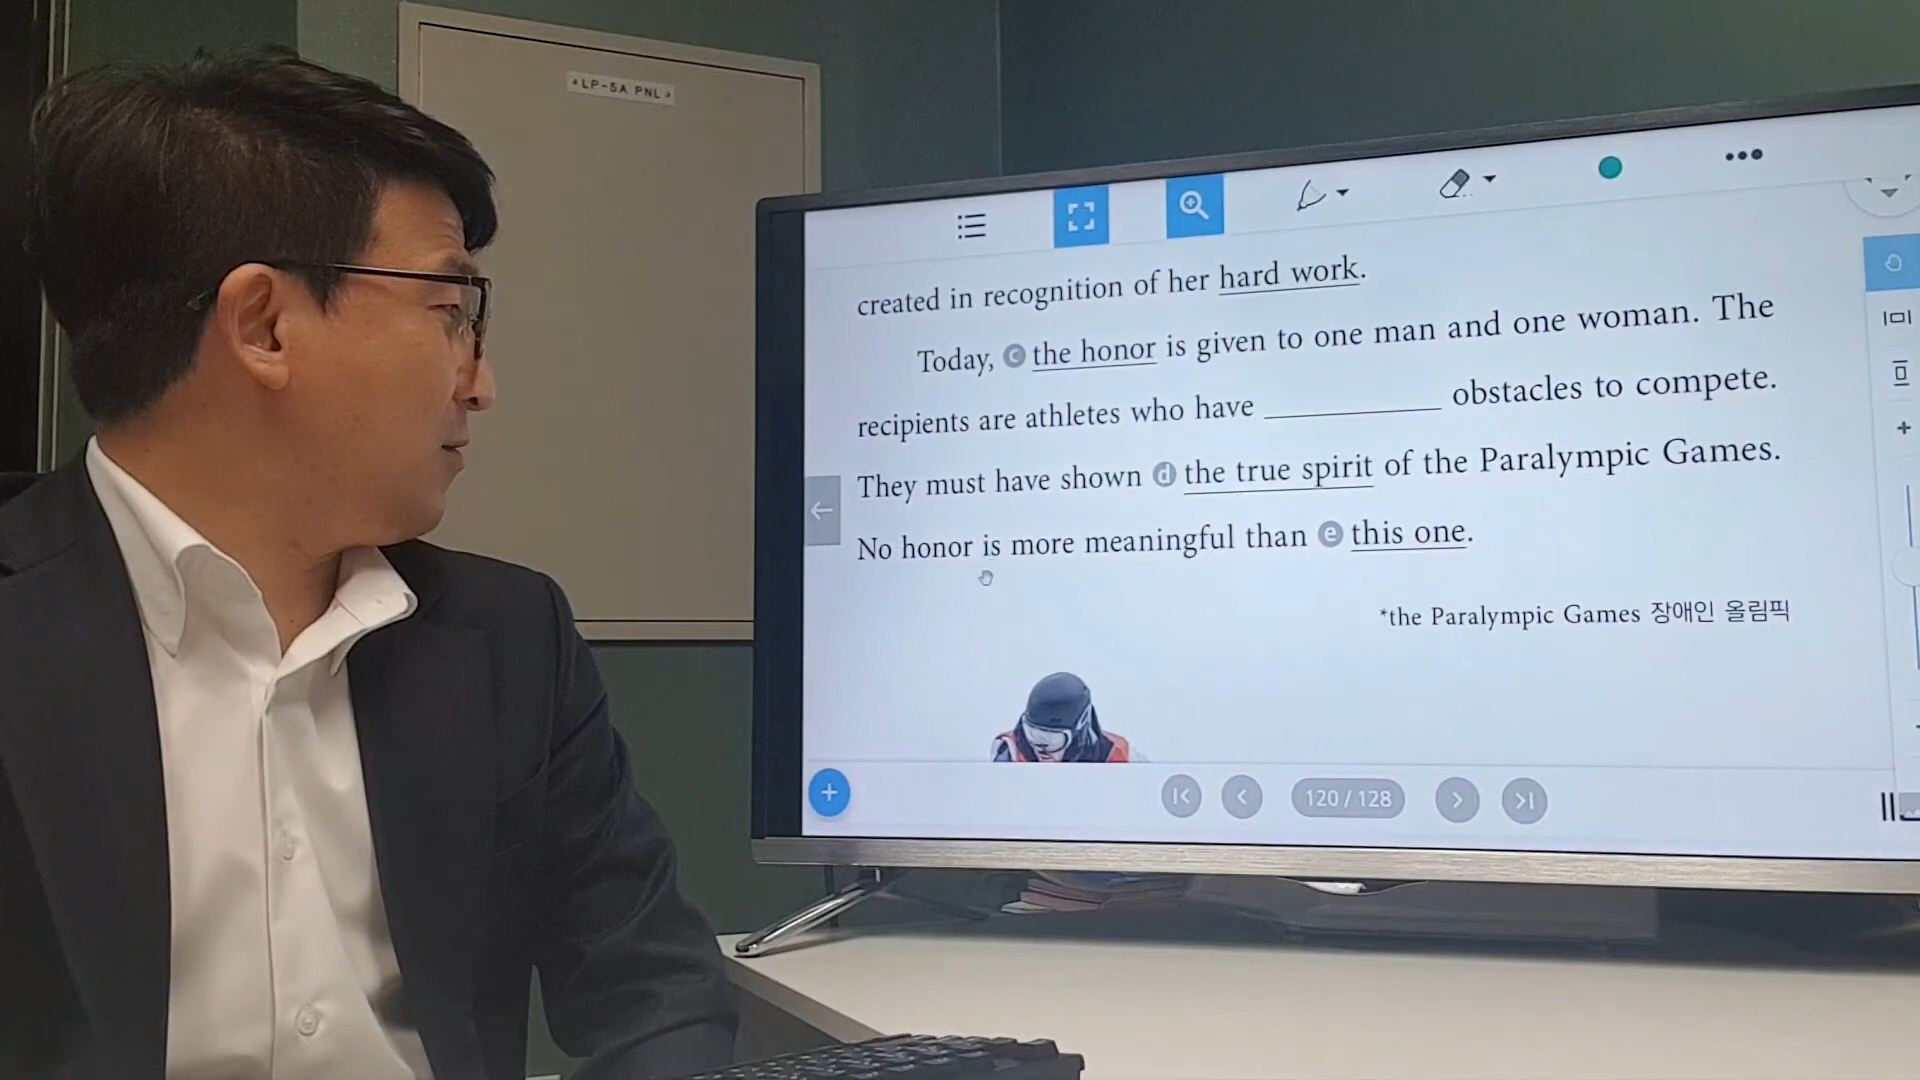 LP-5A PNL
created in recognition of her hard work.
Today, c the honor is given to one man and one woman. The
recipients are athletes who have __________ obstacles to compete.
They must have shown d the true spirit of the Paralympic Games.
No honor is more meaningful than e this one.
*the Paralympic Games 장애인 올림픽
120 / 128